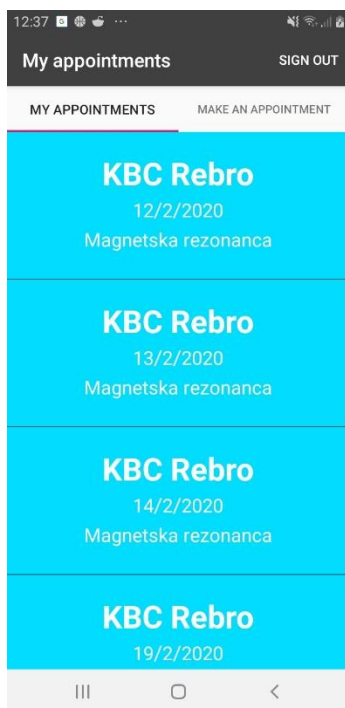 12:37
My appointments
SIGN OUT
MY APPOINTMENTS
MAKE AN APPOINTMENT
KBC Rebro
12/2/2020
Magnetska rezonanca
KBC Rebro
13/2/2020
Magnetska rezonanca
KBC Rebro
14/2/2020
Magnetska rezonanca
KBC Rebro
19/2/2020